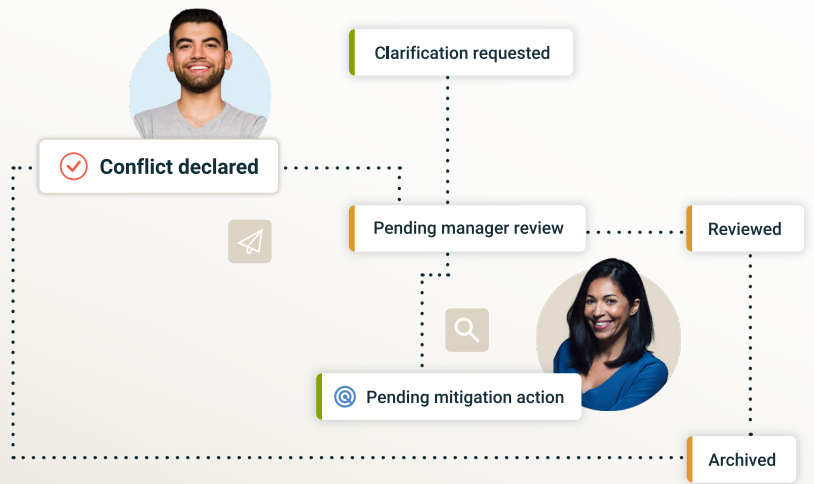 Clarification requested
Conflict declared
Pending manager review
Reviewed
Pending mitigation action
Archived